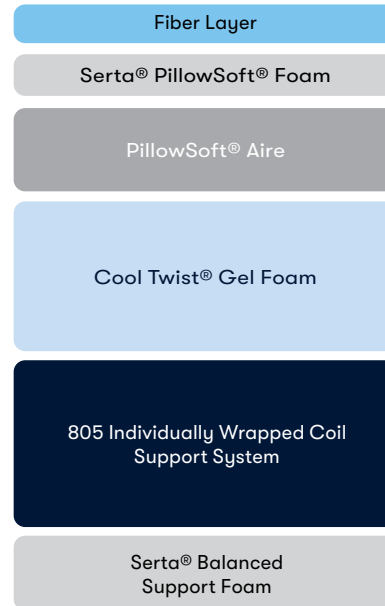 Fiber Layer
Serta® PillowSoft® Foam
PillowSoft® Aire
Cool Twist® Gel Foam
805 Individually Wrapped Coil
Support System
Serta® Balanced
Support Foam